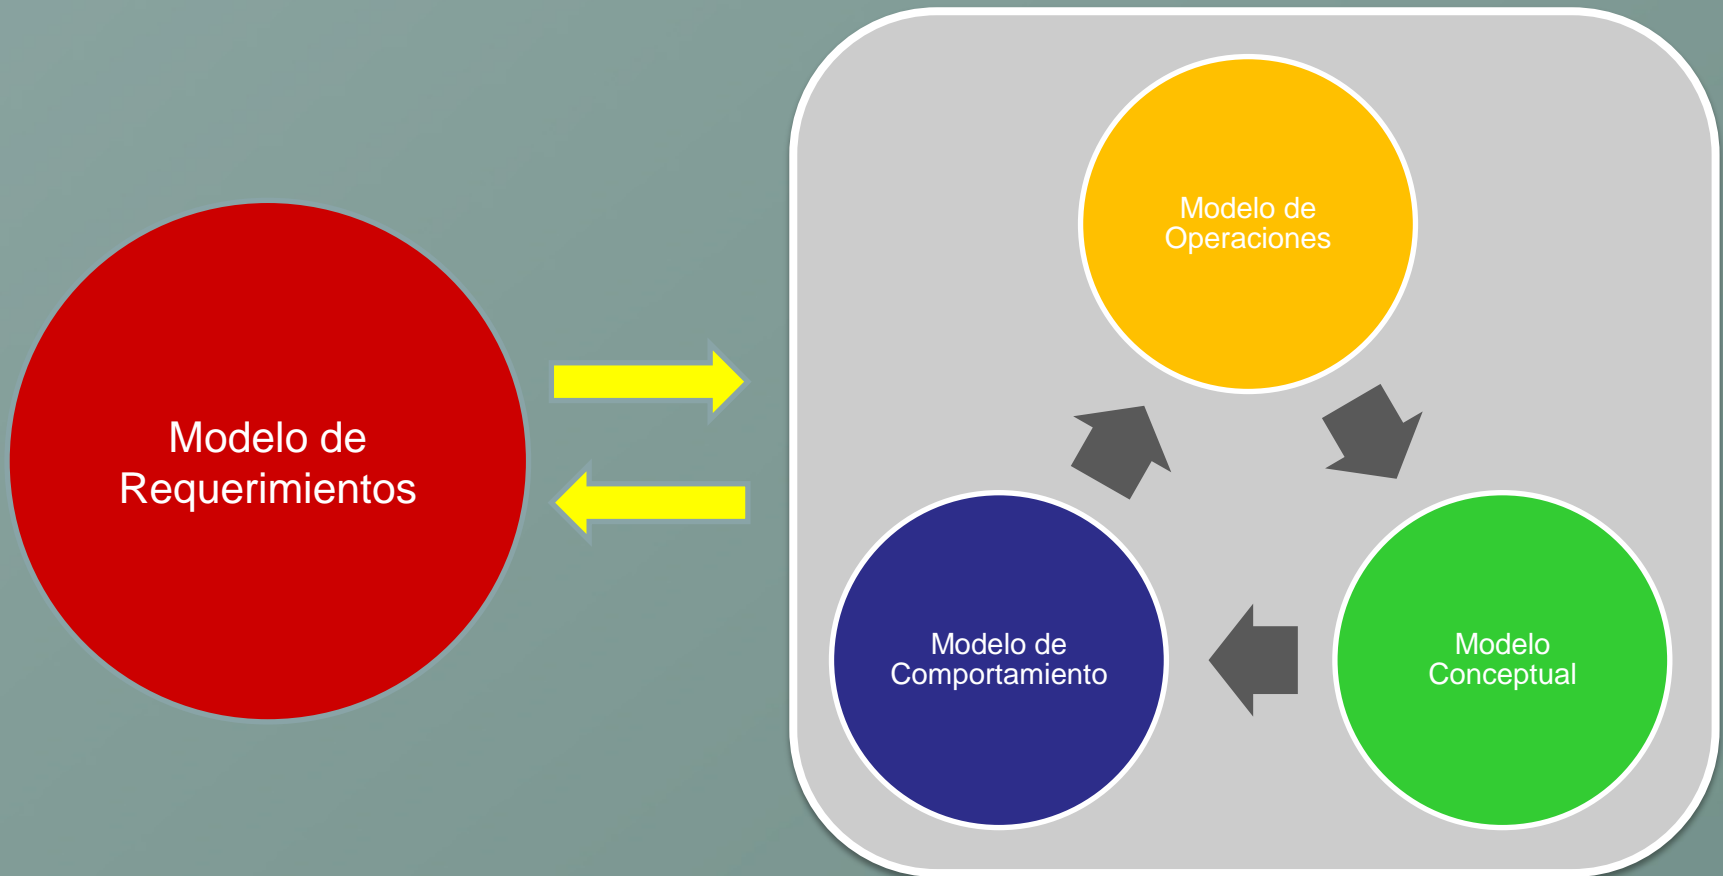 Modelo de
Requerimientos
Modelo de
Operaciones
Modelo de
Comportamiento
Modelo
Conceptual